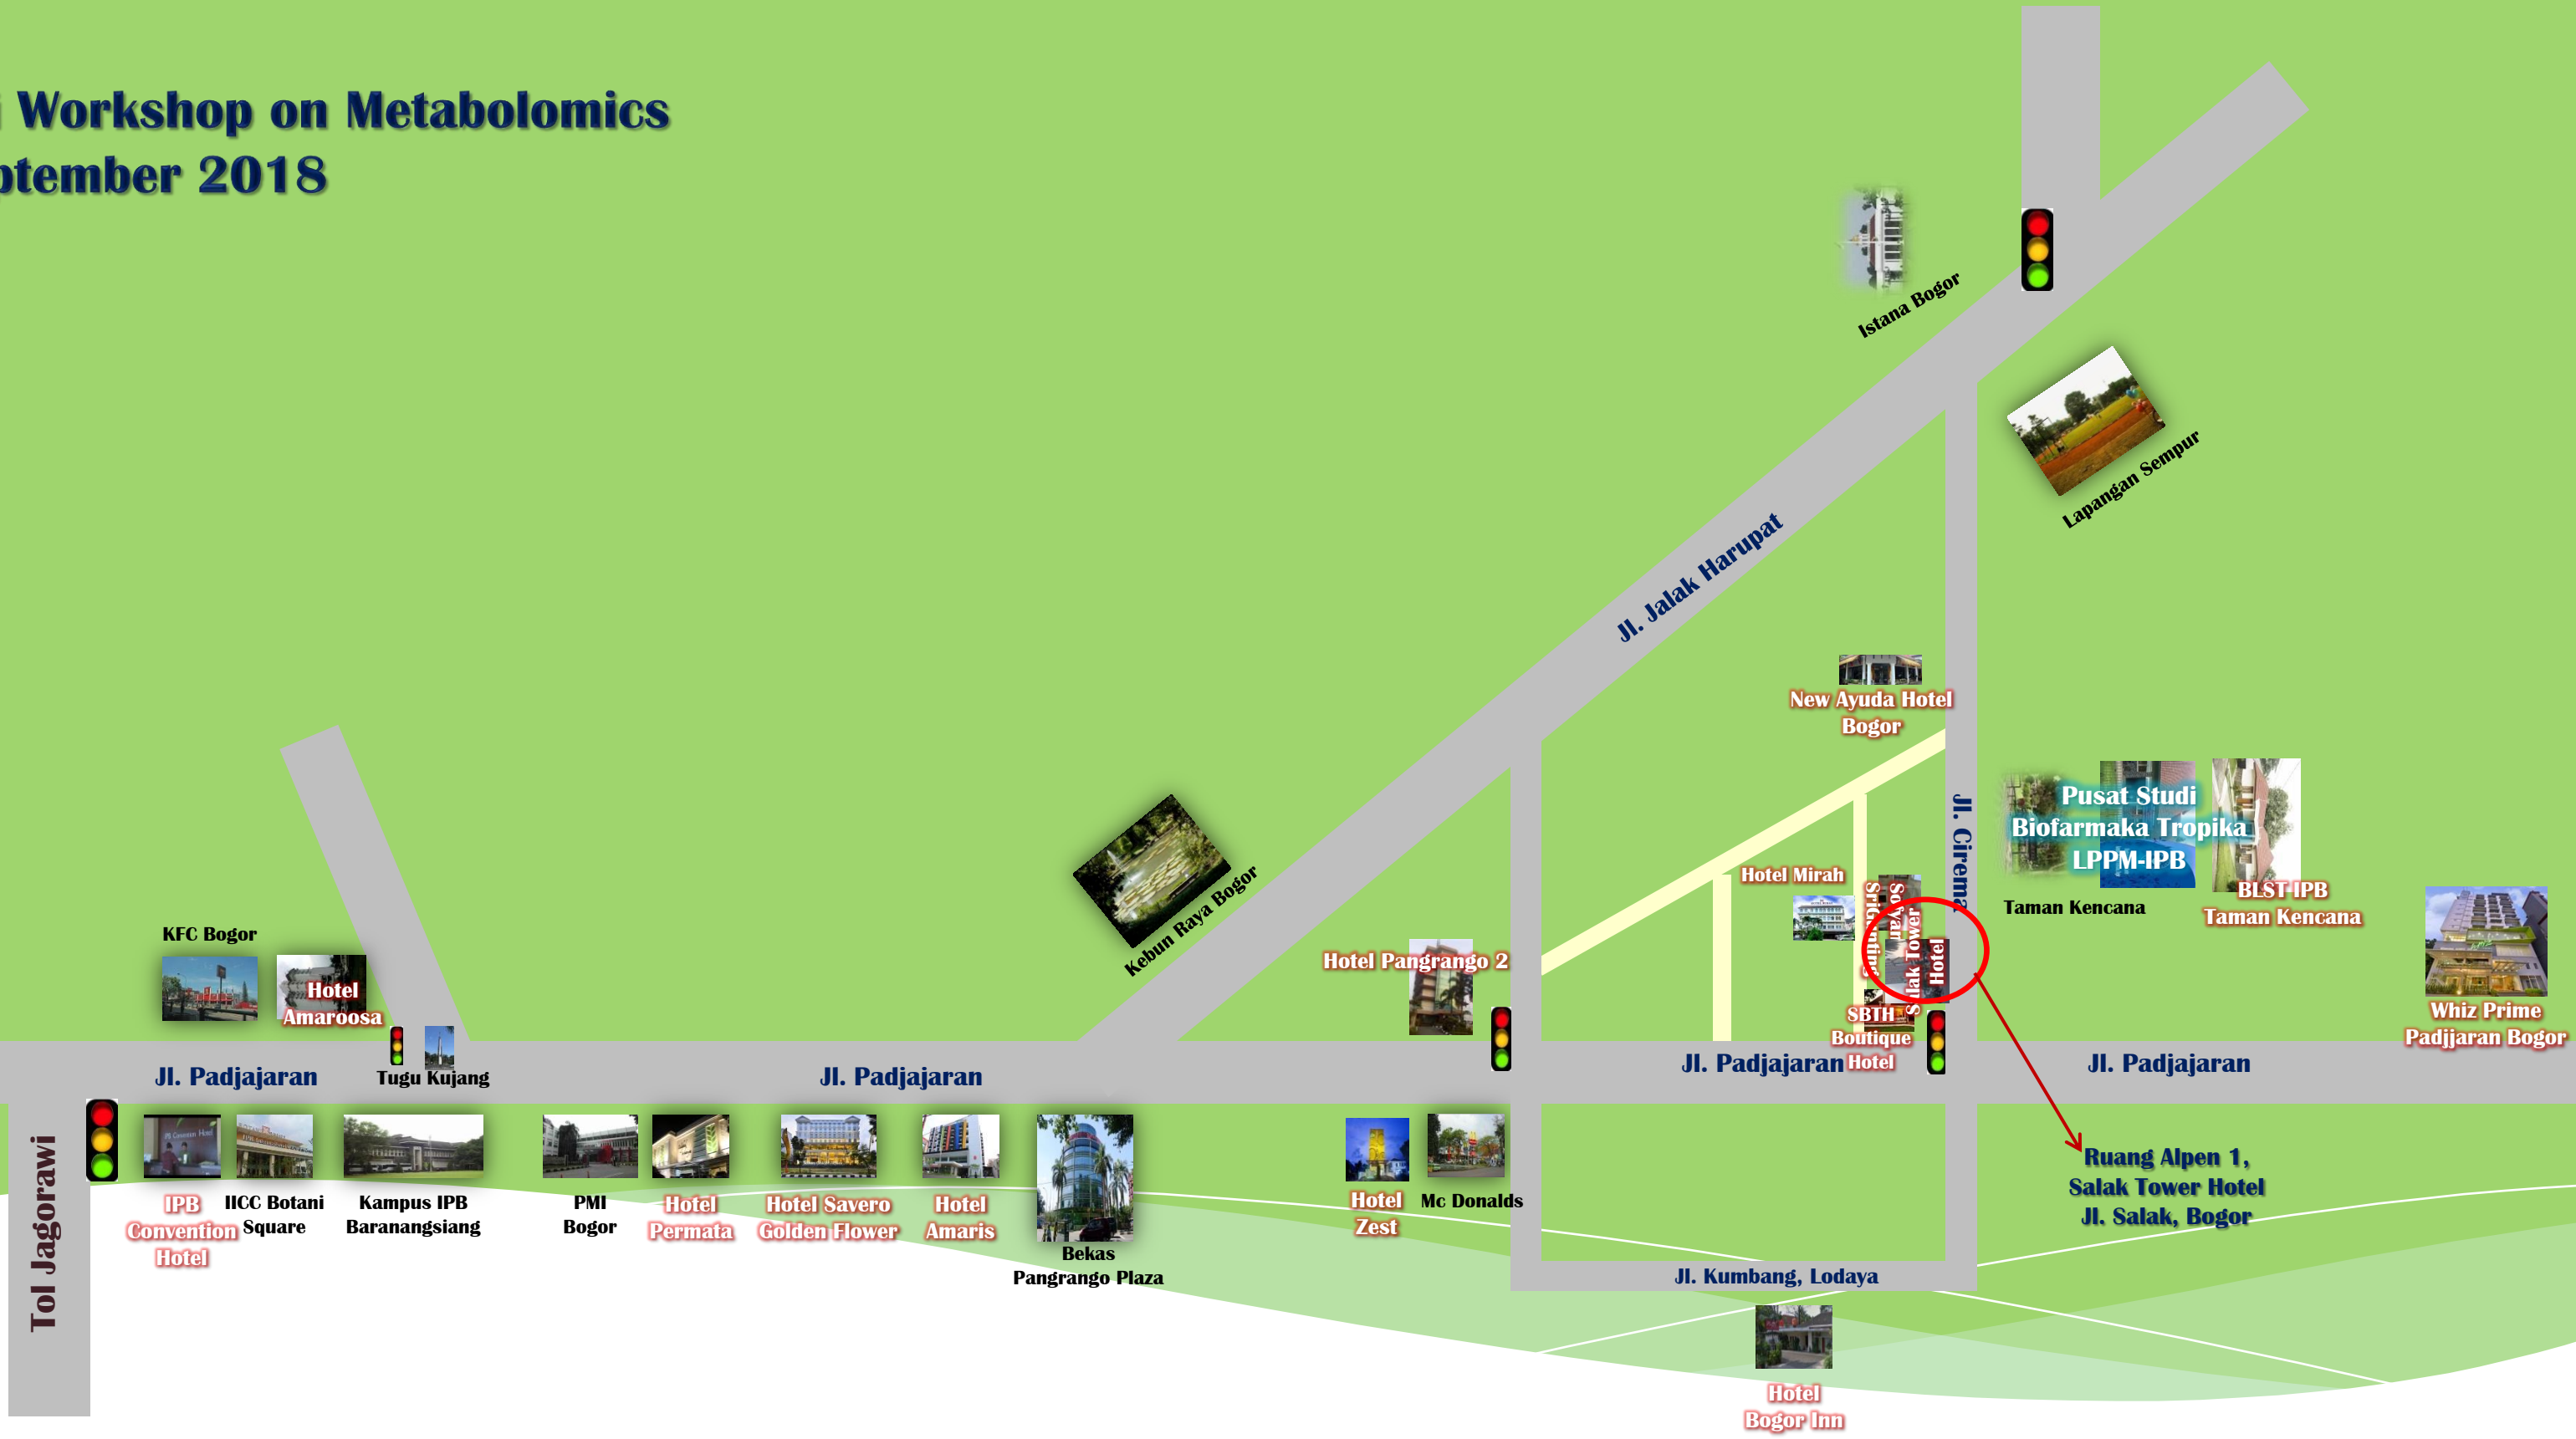 Workshop on Metabolomics
ptember 2018
Istana Bogor
Lapangan Sempur
Jl. Jalak Harupat
New Ayuda Hotel
Bogor
Jl. Cirema
Pusat Studi
Biofarmaka Tropika
LPPM-IPB
BLST-IPB
Taman Kencana
Taman Kencana
Hotel Mirah
Kebun Raya Bogor
Hotel Pangrango 2
Salak Tower
Hotel
SBTH
Boutique
Hotel
Whiz Prime
Padjjaran Bogor
KFC Bogor
Hotel
Amaroosa
Tugu Kujang
Jl. Padjajaran
Jl. Padjajaran
Jl. Padjajaran
Jl. Padjajaran
Tol Jagorawi
IPB
Convention
Hotel
IICC Botani
Square
Kampus IPB
Baranangsiang
PMI
Bogor
Hotel
Permata
Hotel Savero
Golden Flower
Hotel
Amaris
Bekas
Pangrango Plaza
Hotel
Zest
Mc Donalds
Ruang Alpen 1,
Salak Tower Hotel
Jl. Salak, Bogor
Jl. Kumbang, Lodaya
Hotel
Bogor Inn